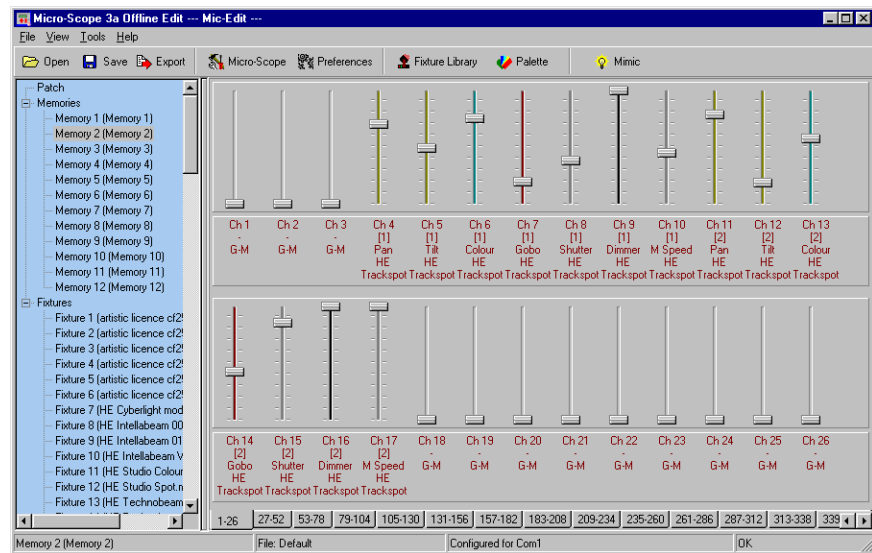 Micro-Scope 3a Offline Edit --- Mic-Edit ---
File View Tools Help
Open Save Export Micro-Scope Preferences Fixture Library Palette Mimic
Patch
Memories
Memory 1 (Memory 1)
Memory 2 (Memory 2)
Memory 3 (Memory 3)
Memory 4 (Memory 4)
Memory 5 (Memory 5)
Memory 6 (Memory 6)
Memory 7 (Memory 7)
Memory 8 (Memory 8)
Memory 9 (Memory 9)
Memory 10 (Memory 10)
Memory 11 (Memory 11)
Memory 12 (Memory 12)
Fixtures
Fixture 1 (artistic licence cf2
Fixture 2 (artistic licence cf2
Fixture 3 (artistic licence cf2
Fixture 4 (artistic licence cf2
Fixture 5 (artistic licence cf2
Fixture 6 (artistic licence cf2
Fixture 7 (HE Cyberlight mod
Fixture 8 (HE Intellabeam 00
Fixture 9 (HE Intellabeam 01
Fixture 10 (HE Intellabeam V
Fixture 11 (HE Studio Colour
Fixture 12 (HE Studio Spot.n
Fixture 13 (HE Technobeam
Ch 1 Ch 2 Ch 3 Ch 4 Ch 5 Ch 6 Ch 7 Ch 8 Ch 9 Ch 10 Ch 11 Ch 12 Ch 13
- - - [1] [1] [1] [1] [1] [1] [1] [2] [2] [2]
G-M G-M G-M Pan Tilt Colour Gobo Shutter Dimmer M Speed Pan Tilt Colour
HE HE HE HE HE HE HE HE HE HE
Trackspot Trackspot Trackspot Trackspot Trackspot Trackspot Trackspot Trackspot Trackspot Trackspot
Ch 14 Ch 15 Ch 16 Ch 17 Ch 18 Ch 19 Ch 20 Ch 21 Ch 22 Ch 23 Ch 24 Ch 25 Ch 26
[2] [2] [2] [2] - - - - - - - - -
Gobo Shutter Dimmer M Speed G-M G-M G-M G-M G-M G-M G-M G-M G-M
HE HE HE HE
Trackspot Trackspot Trackspot Trackspot
1-26 27-52 53-78 79-104 105-130 131-156 157-182 183-208 209-234 235-260 261-286 287-312 313-338 339
Memory 2 (Memory 2) File: Default Configured for Com1 OK